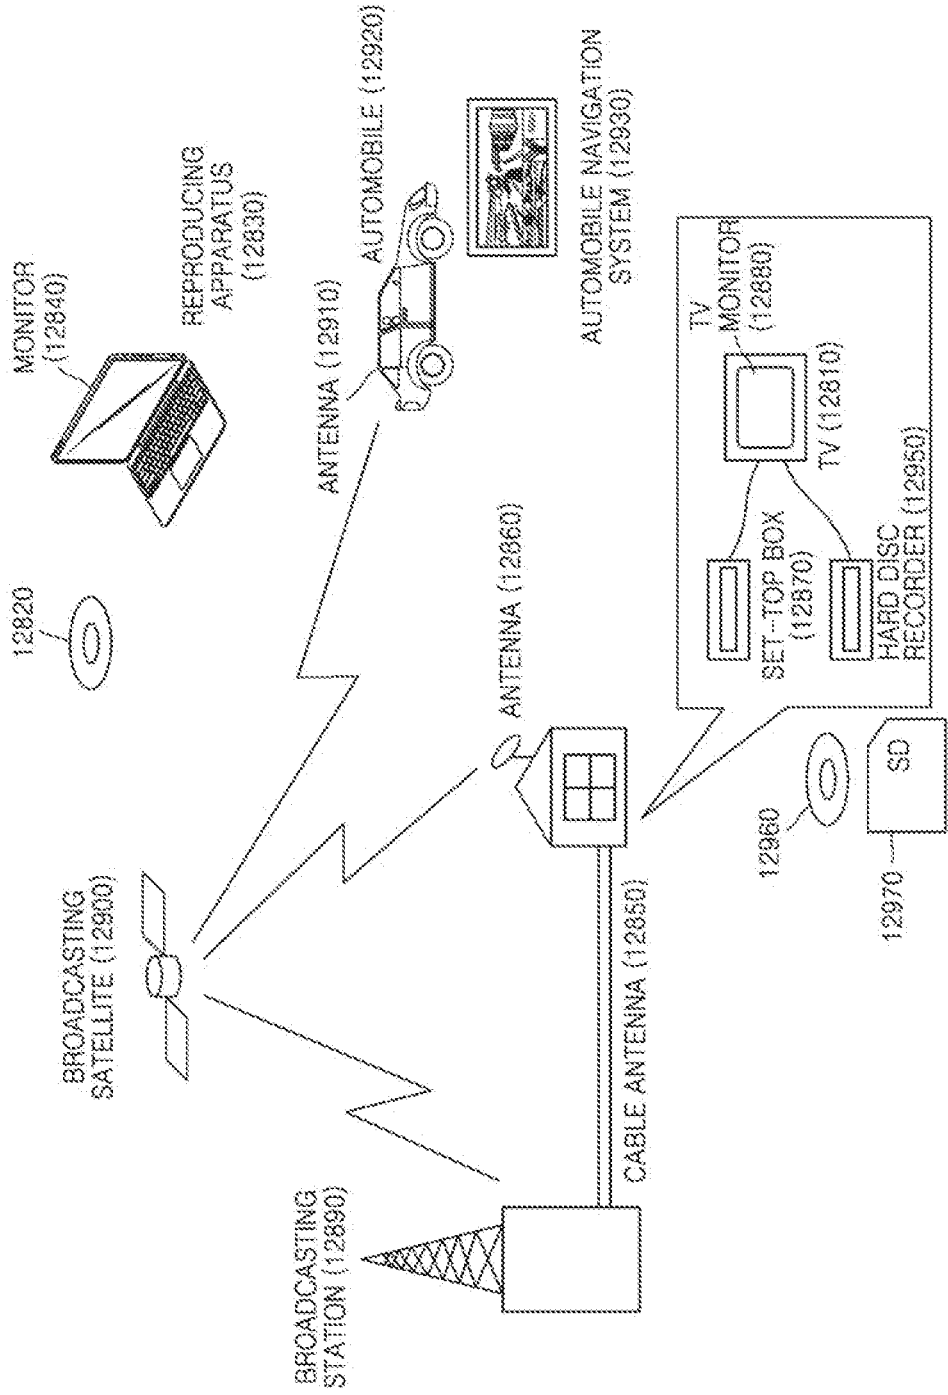 BROADCASTING
SATELLITE (12900)
12820
MONITOR
(12840)
REPRODUCING
APPARATUS
(12830)
BROADCASTING
STATION (12890)
ANTENNA (12910)
AUTOMOBILE (12920)
ANTENNA (12860)
AUTOMOBILE NAVIGATION
SYSTEM (12930)
CABLE ANTENNA (12850)
TV
MONITOR
(12880)
SET-TOP BOX
(12870)
TV (12810)
HARD DISC
RECORDER (12950)
12960
12970
SD